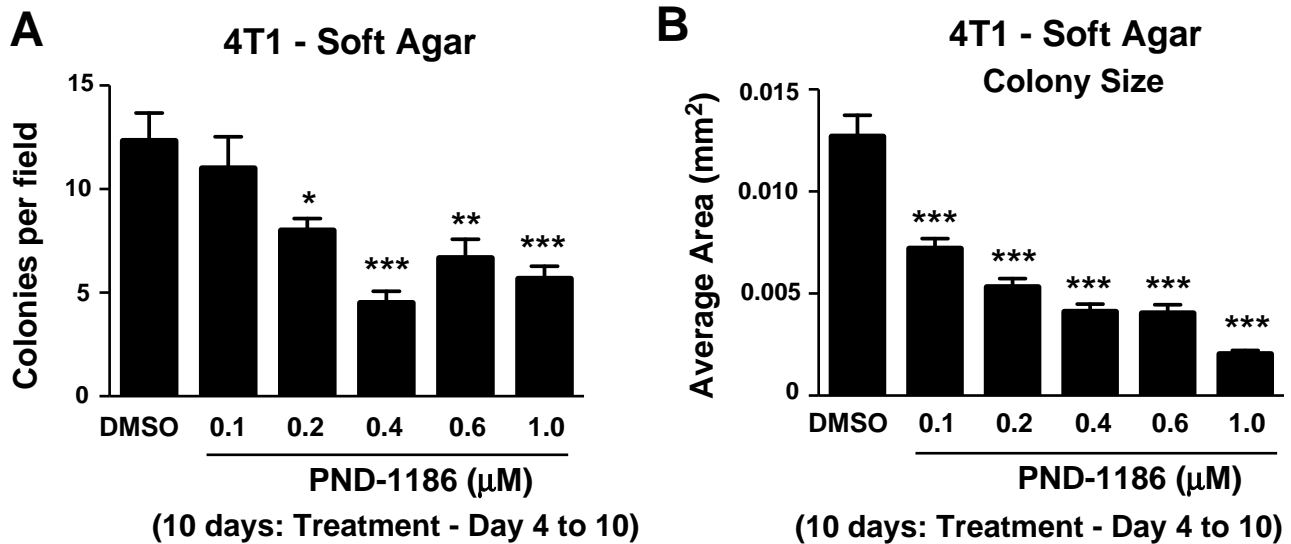 A
4T1 - Soft Agar
Colonies per field
15
10
5
0
*
***
**
***
DMSO 0.1 0.2 0.4 0.6 1.0
PND-1186 (μM)
(10 days: Treatment - Day 4 to 10)
B
4T1 - Soft Agar
Colony Size
Average Area (mm²)
0.015
0.010
0.005
0
***
***
***
***
***
DMSO 0.1 0.2 0.4 0.6 1.0
PND-1186 (μM)
(10 days: Treatment - Day 4 to 10)